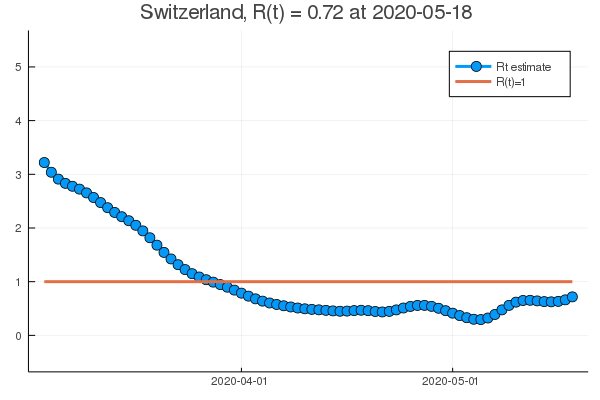 Switzerland, R(t) = 0.72 at 2020-05-18
5
Rt estimate
R(t)=1
4
3
2
1
0
2020-04-01
2020-05-01